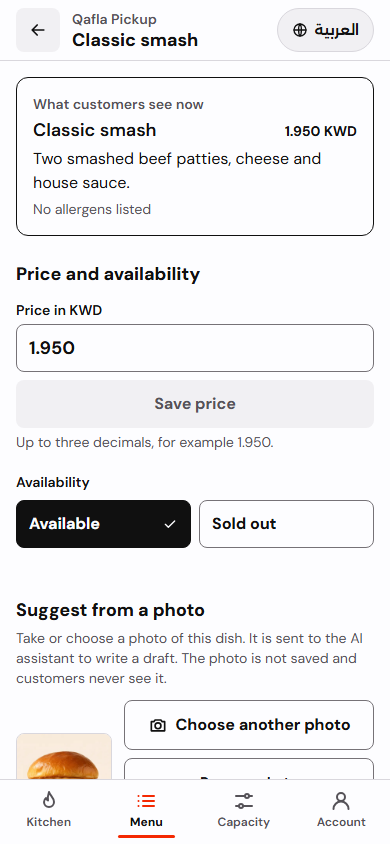 Qafla Pickup
Classic smash
العربية
What customers see now
Classic smash
1.950 KWD
Two smashed beef patties, cheese and
house sauce.
No allergens listed
Price and availability
Price in KWD
1.950
Save price
Up to three decimals, for example 1.950.
Availability
Available
Sold out
Suggest from a photo
Take or choose a photo of this dish. It is sent to the AI
assistant to write a draft. The photo is not saved and
customers never see it.
Choose another photo
Kitchen
Menu
Capacity
Account